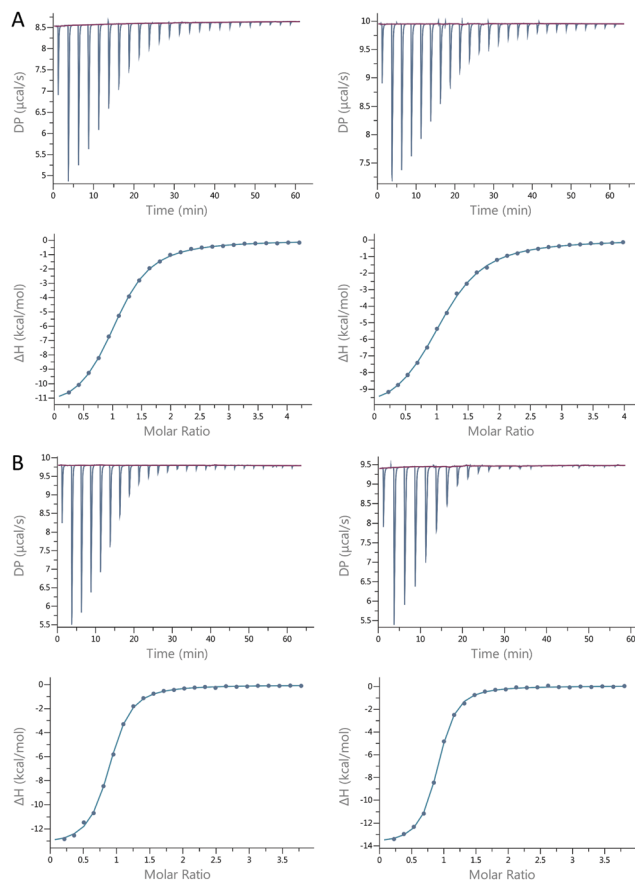 A
DP (µcal/s)
8.5
8
7.5
7
6.5
6
5.5
5
0 10 20 30 40 50 60
Time (min)
DP (µcal/s)
10
9.5
9
8.5
8
7.5
0 10 20 30 40 50 60
Time (min)
ΔH (kcal/mol)
0
-1
-2
-3
-4
-5
-6
-7
-8
-9
-10
-11
0 0.5 1 1.5 2 2.5 3 3.5 4
Molar Ratio
ΔH (kcal/mol)
0
-1
-2
-3
-4
-5
-6
-7
-8
-9
0 0.5 1 1.5 2 2.5 3 3.5 4
Molar Ratio
B
DP (µcal/s)
10
9.5
9
8.5
8
7.5
7
6.5
6
5.5
0 10 20 30 40 50 60
Time (min)
DP (µcal/s)
9.5
9
8.5
8
7.5
7
6.5
6
5.5
0 10 20 30 40 50 60
Time (min)
ΔH (kcal/mol)
0
-2
-4
-6
-8
-10
-12
0 0.5 1 1.5 2 2.5 3 3.5
Molar Ratio
ΔH (kcal/mol)
0
-2
-4
-6
-8
-10
-12
-14
0 0.5 1 1.5 2 2.5 3 3.5
Molar Ratio